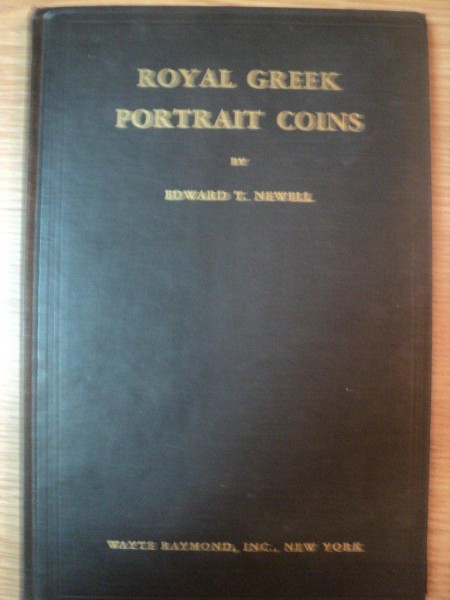 ROYAL GREEK
PORTRAIT COINS
BY
EDWARD T. NEWELL
WAYTE RAYMOND, INC., NEW YORK